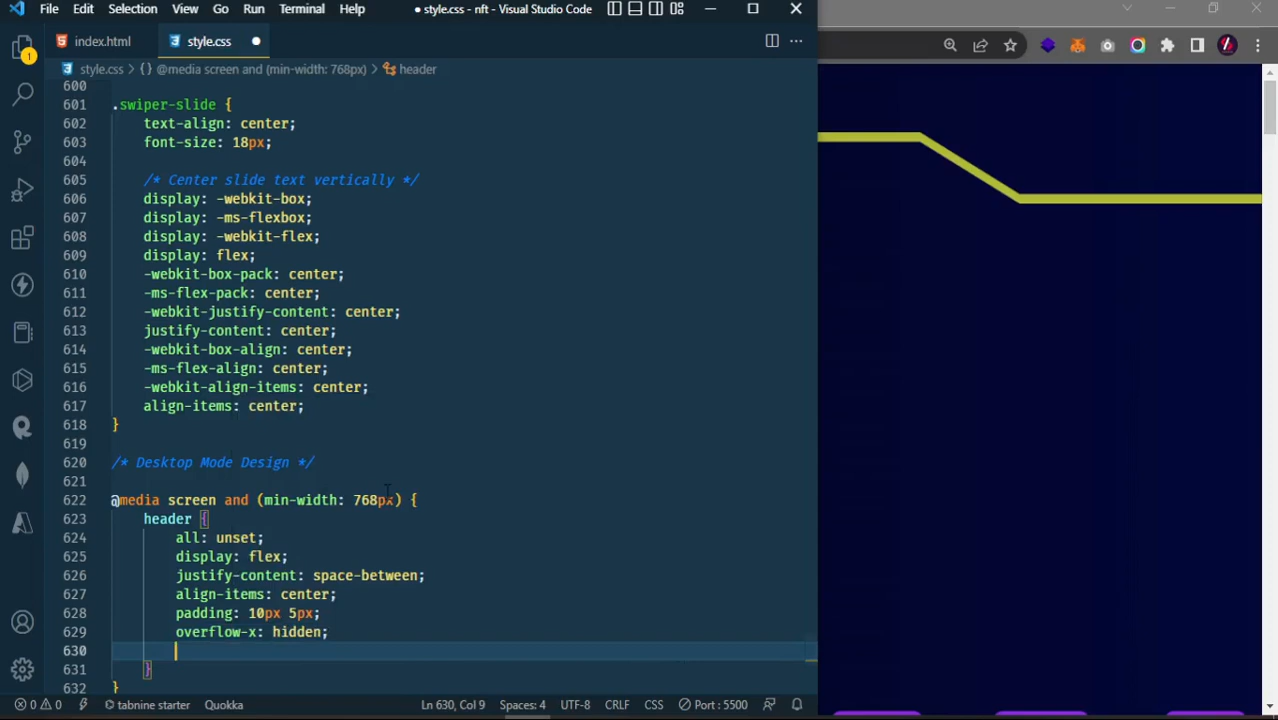 File Edit Selection View Go Run Terminal Help ● style.css - nft - Visual Studio Code
index.html style.css
style.css > {} @media screen and (min-width: 768px) > header
600
601 .swiper-slide {
602 text-align: center;
603 font-size: 18px;
604
605 /* Center slide text vertically */
606 display: -webkit-box;
607 display: -ms-flexbox;
608 display: -webkit-flex;
609 display: flex;
610 -webkit-box-pack: center;
611 -ms-flex-pack: center;
612 -webkit-justify-content: center;
613 justify-content: center;
614 -webkit-box-align: center;
615 -ms-flex-align: center;
616 -webkit-align-items: center;
617 align-items: center;
618 }
619
620 /* Desktop Mode Design */
621
622 @media screen and (min-width: 768px) {
623 header {
624 all: unset;
625 display: flex;
626 justify-content: space-between;
627 align-items: center;
628 padding: 10px 5px;
629 overflow-x: hidden;
630
631 }
632 }
1
0 0 tabnine starter Quokka Ln 630, Col 9 Spaces: 4 UTF-8 CRLF CSS Port : 5500